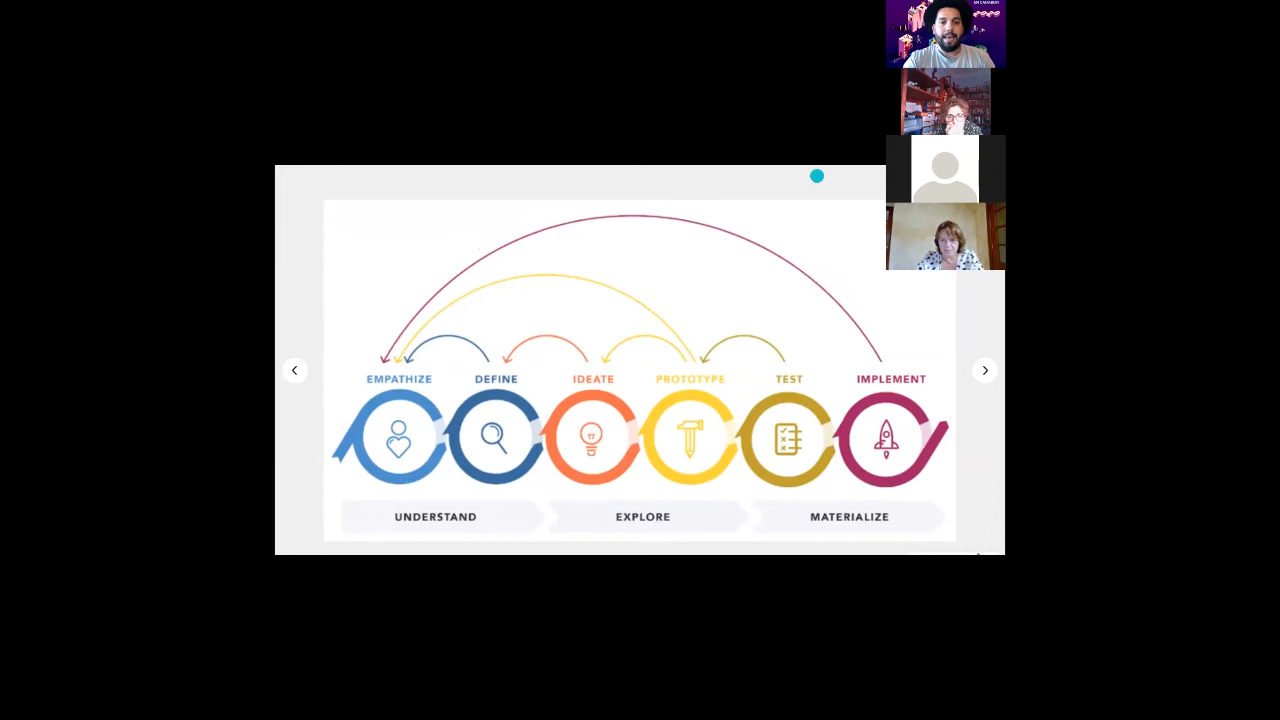 EMPATHIZE
DEFINE
IDEATE
PROTOTYPE
TEST
IMPLEMENT
UNDERSTAND
EXPLORE
MATERIALIZE